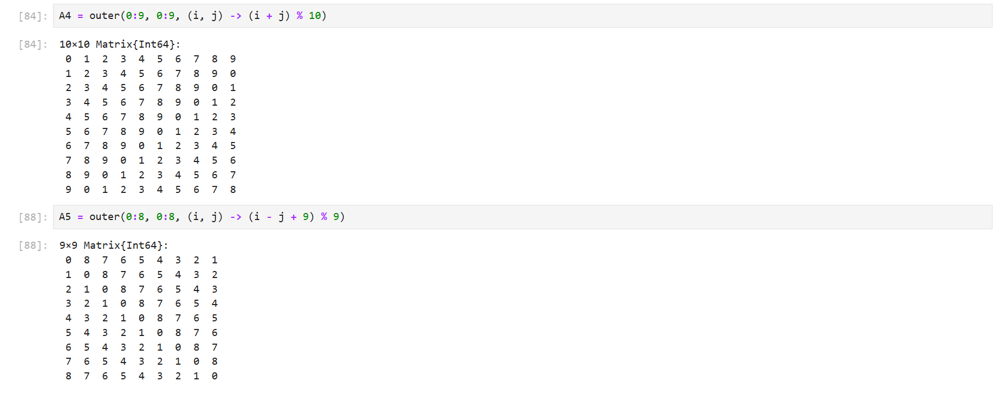 [84]: A4 = outer(0:9, 0:9, (i, j) -> (i + j) % 10)
[84]: 10×10 Matrix{Int64}:
0 1 2 3 4 5 6 7 8 9
1 2 3 4 5 6 7 8 9 0
2 3 4 5 6 7 8 9 0 1
3 4 5 6 7 8 9 0 1 2
4 5 6 7 8 9 0 1 2 3
5 6 7 8 9 0 1 2 3 4
6 7 8 9 0 1 2 3 4 5
7 8 9 0 1 2 3 4 5 6
8 9 0 1 2 3 4 5 6 7
9 0 1 2 3 4 5 6 7 8
[88]: A5 = outer(0:8, 0:8, (i, j) -> (i - j + 9) % 9)
[88]: 9×9 Matrix{Int64}:
0 8 7 6 5 4 3 2 1
1 0 8 7 6 5 4 3 2
2 1 0 8 7 6 5 4 3
3 2 1 0 8 7 6 5 4
4 3 2 1 0 8 7 6 5
5 4 3 2 1 0 8 7 6
6 5 4 3 2 1 0 8 7
7 6 5 4 3 2 1 0 8
8 7 6 5 4 3 2 1 0